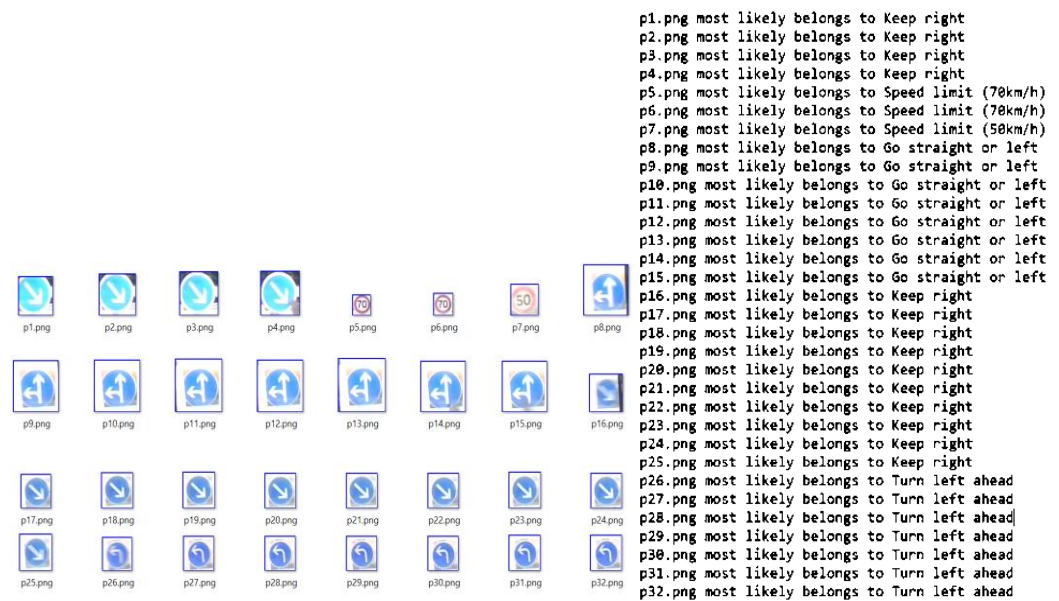 p1.png most likely belongs to Keep right
p2.png most likely belongs to Keep right
p3.png most likely belongs to Keep right
p4.png most likely belongs to Keep right
p5.png most likely belongs to Speed limit (70km/h)
p6.png most likely belongs to Speed limit (70km/h)
p7.png most likely belongs to Speed limit (50km/h)
p8.png most likely belongs to Go straight or left
p9.png most likely belongs to Go straight or left
p10.png most likely belongs to Go straight or left
p11.png most likely belongs to Go straight or left
p12.png most likely belongs to Go straight or left
p13.png most likely belongs to Go straight or left
p14.png most likely belongs to Go straight or left
p15.png most likely belongs to Go straight or left
p16.png most likely belongs to Keep right
p17.png most likely belongs to Keep right
p18.png most likely belongs to Keep right
p19.png most likely belongs to Keep right
p20.png most likely belongs to Keep right
p21.png most likely belongs to Keep right
p22.png most likely belongs to Keep right
p23.png most likely belongs to Keep right
p24.png most likely belongs to Keep right
p25.png most likely belongs to Keep right
p26.png most likely belongs to Turn left ahead
p27.png most likely belongs to Turn left ahead
p28.png most likely belongs to Turn left ahead
p29.png most likely belongs to Turn left ahead
p30.png most likely belongs to Turn left ahead
p31.png most likely belongs to Turn left ahead
p32.png most likely belongs to Turn left ahead
70 70 50
p1.png p2.png p3.png p4.png p5.png p6.png p7.png p8.png
p9.png p10.png p11.png p12.png p13.png p14.png p15.png p16.png
p17.png p18.png p19.png p20.png p21.png p22.png p23.png p24.png
p25.png p26.png p27.png p28.png p29.png p30.png p31.png p32.png